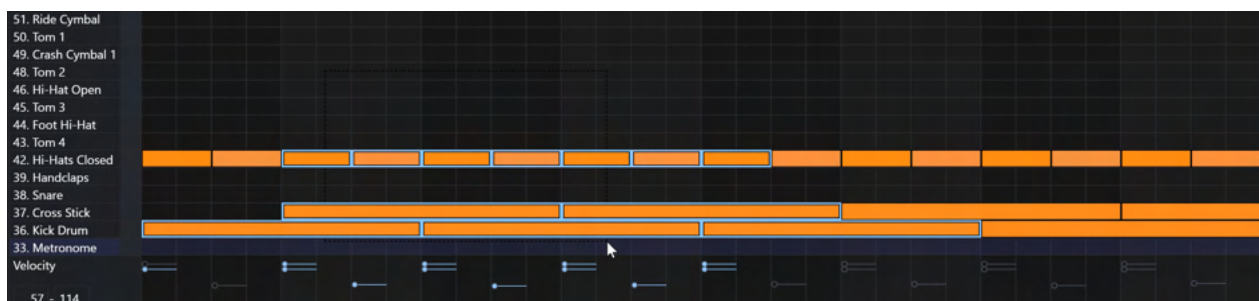 51. Ride Cymbal
50. Tom 1
49. Crash Cymbal 1
48. Tom 2
46. Hi-Hat Open
45. Tom 3
44. Foot Hi-Hat
43. Tom 4
42. Hi-Hats Closed
39. Handclaps
38. Snare
37. Cross Stick
36. Kick Drum
33. Metronome
Velocity
57 - 114